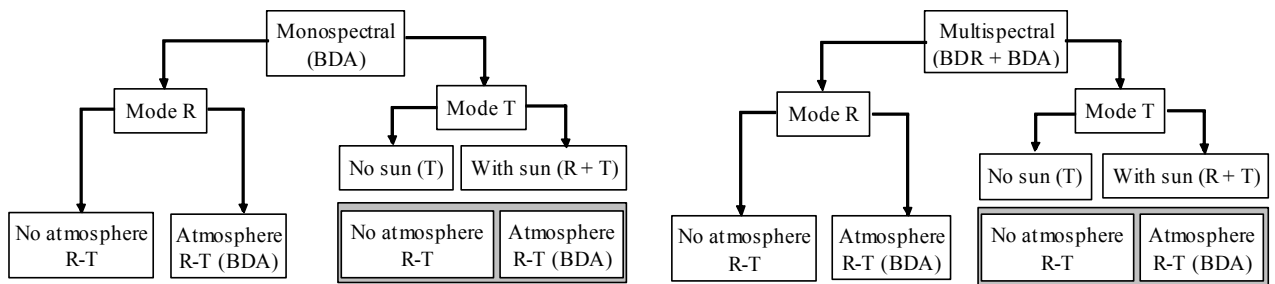 Monospectral
(BDA)
Mode R
Mode T
No sun (T)
With sun (R + T)
No atmosphere
R-T
Atmosphere
R-T (BDA)
No atmosphere
R-T
Atmosphere
R-T (BDA)
Multispectral
(BDR + BDA)
Mode R
Mode T
No sun (T)
With sun (R + T)
No atmosphere
R-T
Atmosphere
R-T (BDA)
No atmosphere
R-T
Atmosphere
R-T (BDA)